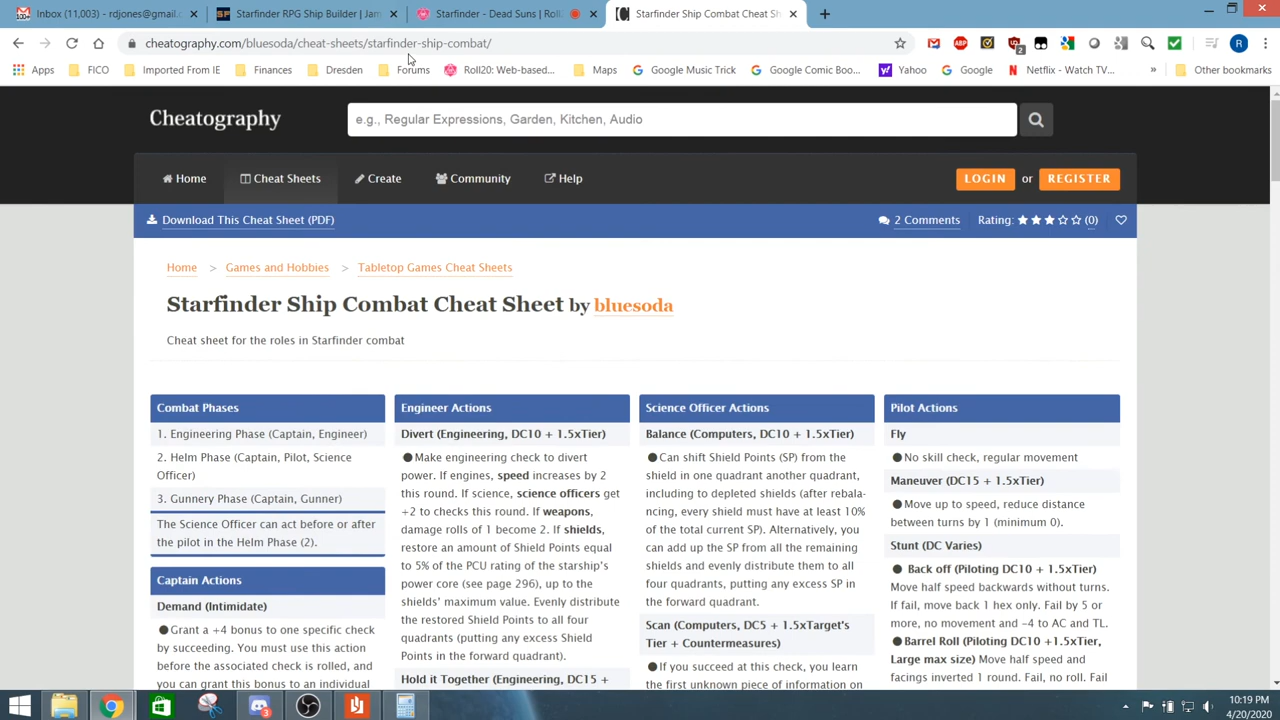 100+ Inbox (11,003) - rdjones@gmail.c
SF Starfinder RPG Ship Builder | Jam
Starfinder - Dead Suns | Roll
Starfinder Ship Combat Cheat Sh
cheatography.com/bluesoda/cheat-sheets/starfinder-ship-combat/
Apps FICO Imported From IE Finances Dresden Forums Roll20: Web-based... Maps Google Music Trick Google Comic Boo... Yahoo Google Netflix - Watch TV... » Other bookmarks
Cheatography
e.g., Regular Expressions, Garden, Kitchen, Audio
Home Cheat Sheets Create Community Help LOGIN or REGISTER
Download This Cheat Sheet (PDF) 2 Comments Rating: (0)
Home > Games and Hobbies > Tabletop Games Cheat Sheets
Starfinder Ship Combat Cheat Sheet by bluesoda
Cheat sheet for the roles in Starfinder combat
Combat Phases
1. Engineering Phase (Captain, Engineer)
2. Helm Phase (Captain, Pilot, Science
Officer)
3. Gunnery Phase (Captain, Gunner)
The Science Officer can act before or after
the pilot in the Helm Phase (2).
Captain Actions
Demand (Intimidate)
●Grant a +4 bonus to one specific check
by succeeding. You must use this action
before the associated check is rolled, and
you can grant this bonus to an individual
Engineer Actions
Divert (Engineering, DC10 + 1.5xTier)
●Make engineering check to divert
power. If engines, speed increases by 2
this round. If science, science officers get
+2 to checks this round. If weapons,
damage rolls of 1 become 2. If shields,
restore an amount of Shield Points equal
to 5% of the PCU rating of the starship's
power core (see page 296), up to the
shields' maximum value. Evenly distribute
the restored Shield Points to all four
quadrants (putting any excess Shield
Points in the forward quadrant).
Hold it Together (Engineering, DC15 +
Science Officer Actions
Balance (Computers, DC10 + 1.5xTier)
●Can shift Shield Points (SP) from the
shield in one quadrant another quadrant,
including to depleted shields (after rebala-
ncing, every shield must have at least 10%
of the total current SP). Alternatively, you
can add up the SP from all the remaining
shields and evenly distribute them to all
four quadrants, putting any excess SP in
the forward quadrant.
Scan (Computers, DC5 + 1.5xTarget's
Tier + Countermeasures)
●If you succeed at this check, you learn
the first unknown piece of information on
Pilot Actions
Fly
●No skill check, regular movement
Maneuver (DC15 + 1.5xTier)
●Move up to speed, reduce distance
between turns by 1 (minimum 0).
Stunt (DC Varies)
● Back off (Piloting DC10 + 1.5xTier)
Move half speed backwards without turns.
If fail, move back 1 hex only. Fail by 5 or
more, no movement and -4 to AC and TL.
●Barrel Roll (Piloting DC10 +1.5xTier,
Large max size) Move half speed and
facings inverted 1 round. Fail, no roll. Fail
10:19 PM
4/20/2020